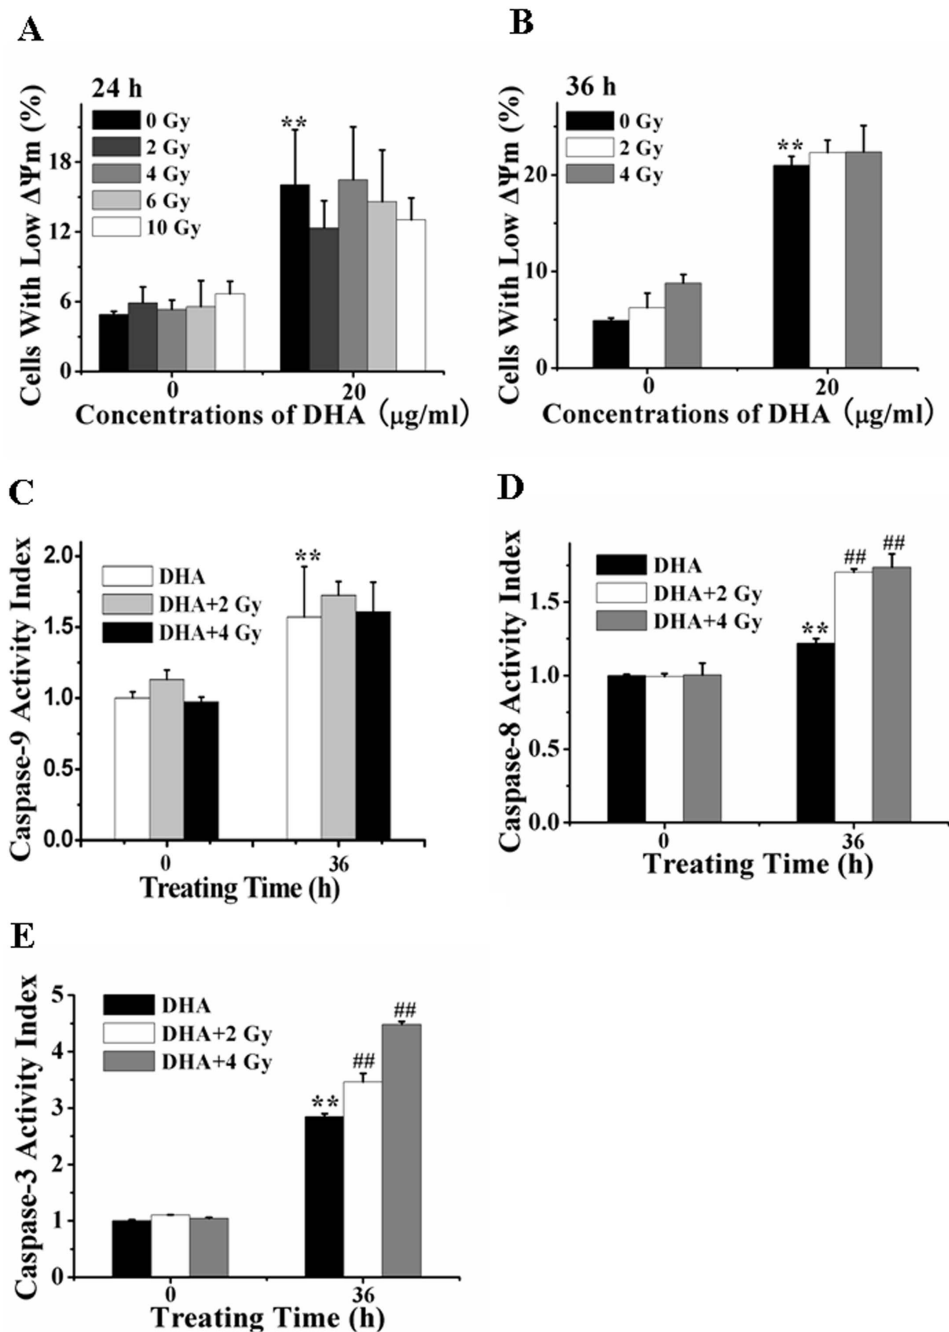 A
24 h
0 Gy
2 Gy
4 Gy
6 Gy
10 Gy
**
Cells With Low ΔΨm (%)
18
12
6
0
0
20
Concentrations of DHA (μg/ml)
B
36 h
0 Gy
2 Gy
4 Gy
**
Cells With Low ΔΨm (%)
20
10
0
0
20
Concentrations of DHA (μg/ml)
C
DHA
DHA+2 Gy
DHA+4 Gy
**
Caspase-9 Activity Index
2.0
1.5
1.0
0.5
0.0
0
36
Treating Time (h)
D
DHA
DHA+2 Gy
DHA+4 Gy
**
##
##
Caspase-8 Activity Index
1.5
1.0
0.5
0.0
0
36
Treating Time (h)
E
DHA
DHA+2 Gy
DHA+4 Gy
**
##
##
Caspase-3 Activity Index
5
4
3
2
1
0
0
36
Treating Time (h)